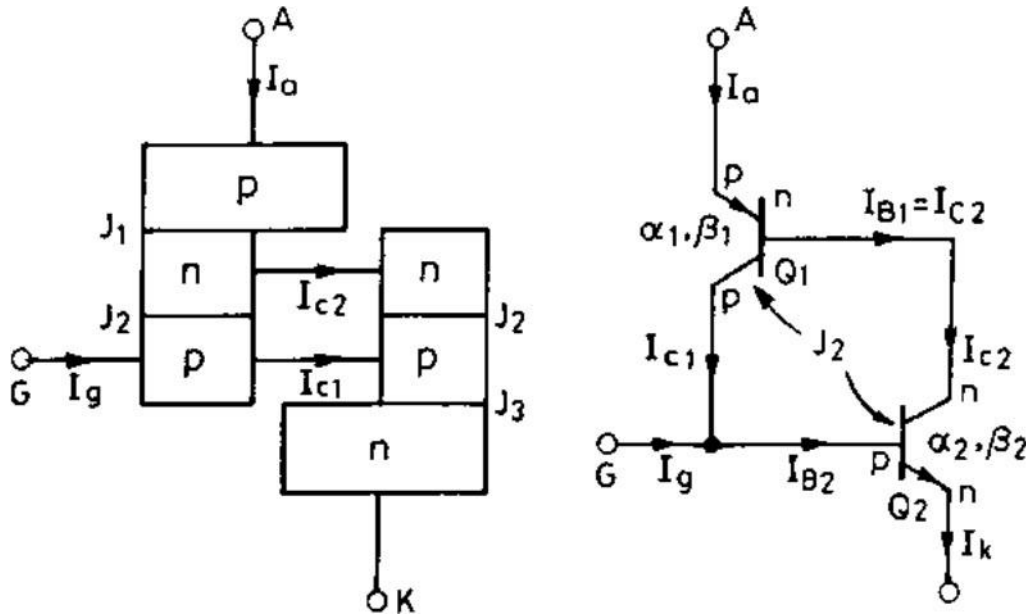 A
Ia
p
J1
n
n
Ic2
J2
J2
G
Ig
p
Ic1
p
J3
n
K
A
Ia
p
n
IB1=IC2
α1,β1
Q1
p
Ic1
J2
Ic2
n
G
Ig
IB2
p
α2,β2
Q2
n
Ik